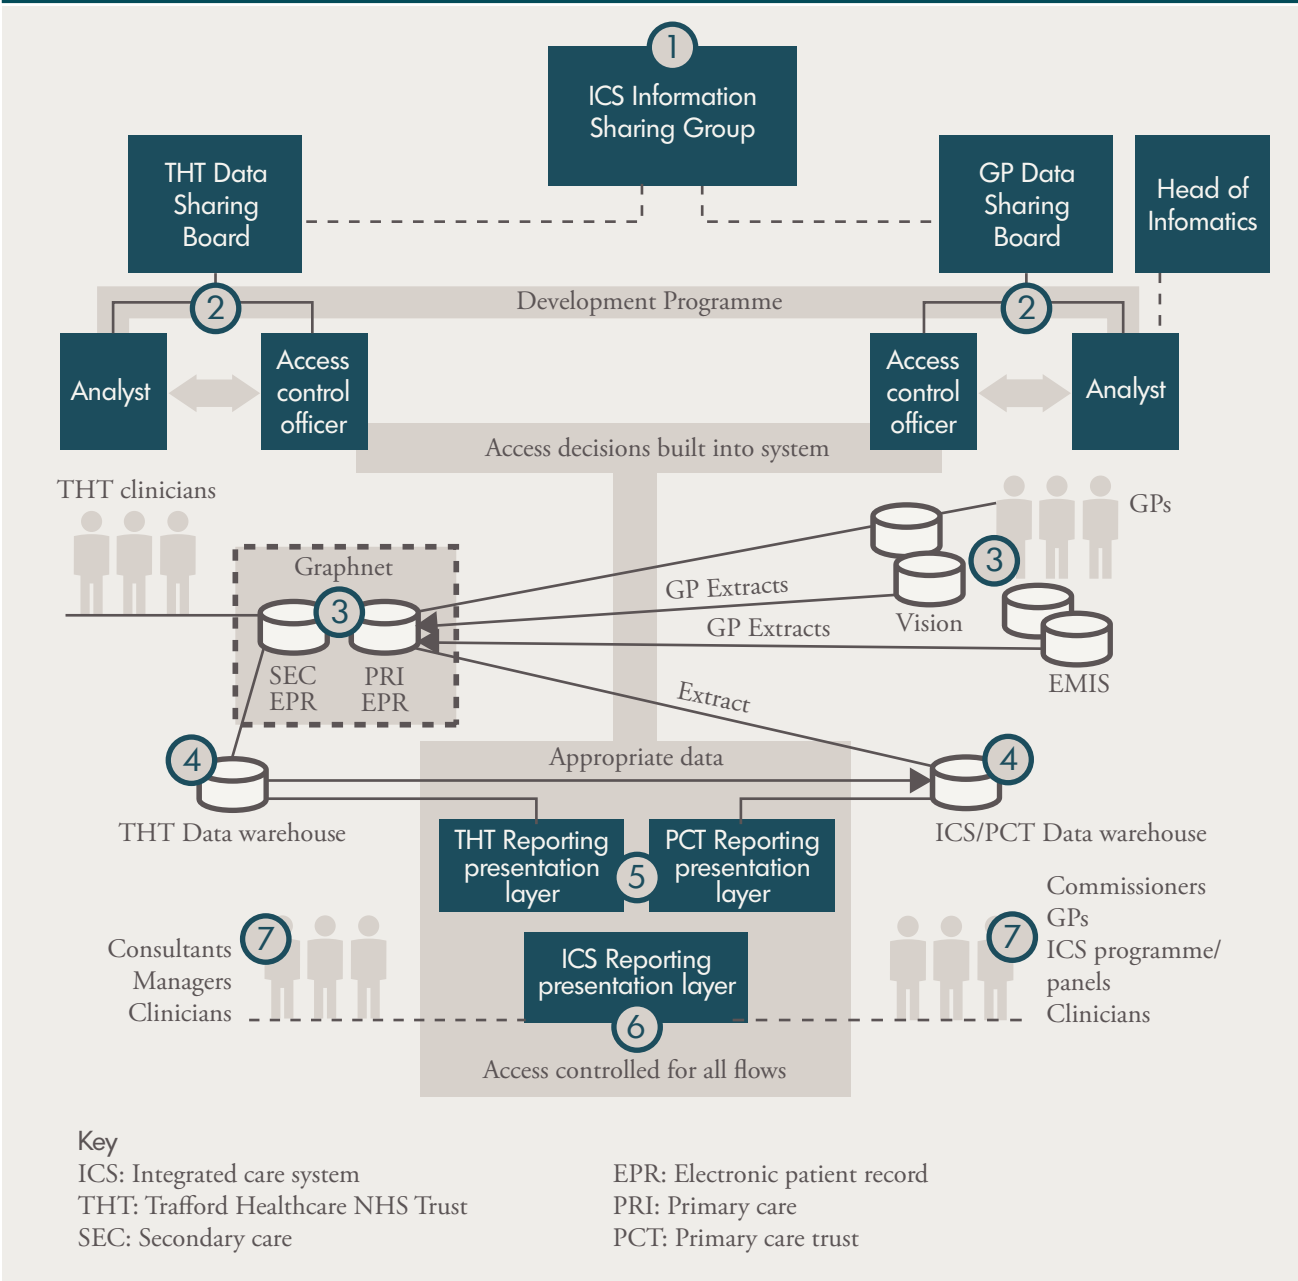 1
ICS Information
Sharing Group
THT Data
Sharing
Board
GP Data
Sharing
Board
Head of
Infomatics
2
Development Programme
2
Analyst
Access
control
officer
Access
control
officer
Analyst
Access decisions built into system
THT clinicians
GPs
Graphnet
3
3
GP Extracts
GP Extracts
Vision
SEC
EPR
PRI
EPR
EMIS
Extract
4
Appropriate data
4
THT Data warehouse
ICS/PCT Data warehouse
THT Reporting
presentation
layer
5
PCT Reporting
presentation
layer
Consultants
Managers
Clinicians
7
ICS Reporting
presentation layer
6
7
Commissioners
GPs
ICS programme/
panels
Clinicians
Access controlled for all flows
Key
ICS: Integrated care system
THT: Trafford Healthcare NHS Trust
SEC: Secondary care
EPR: Electronic patient record
PRI: Primary care
PCT: Primary care trust